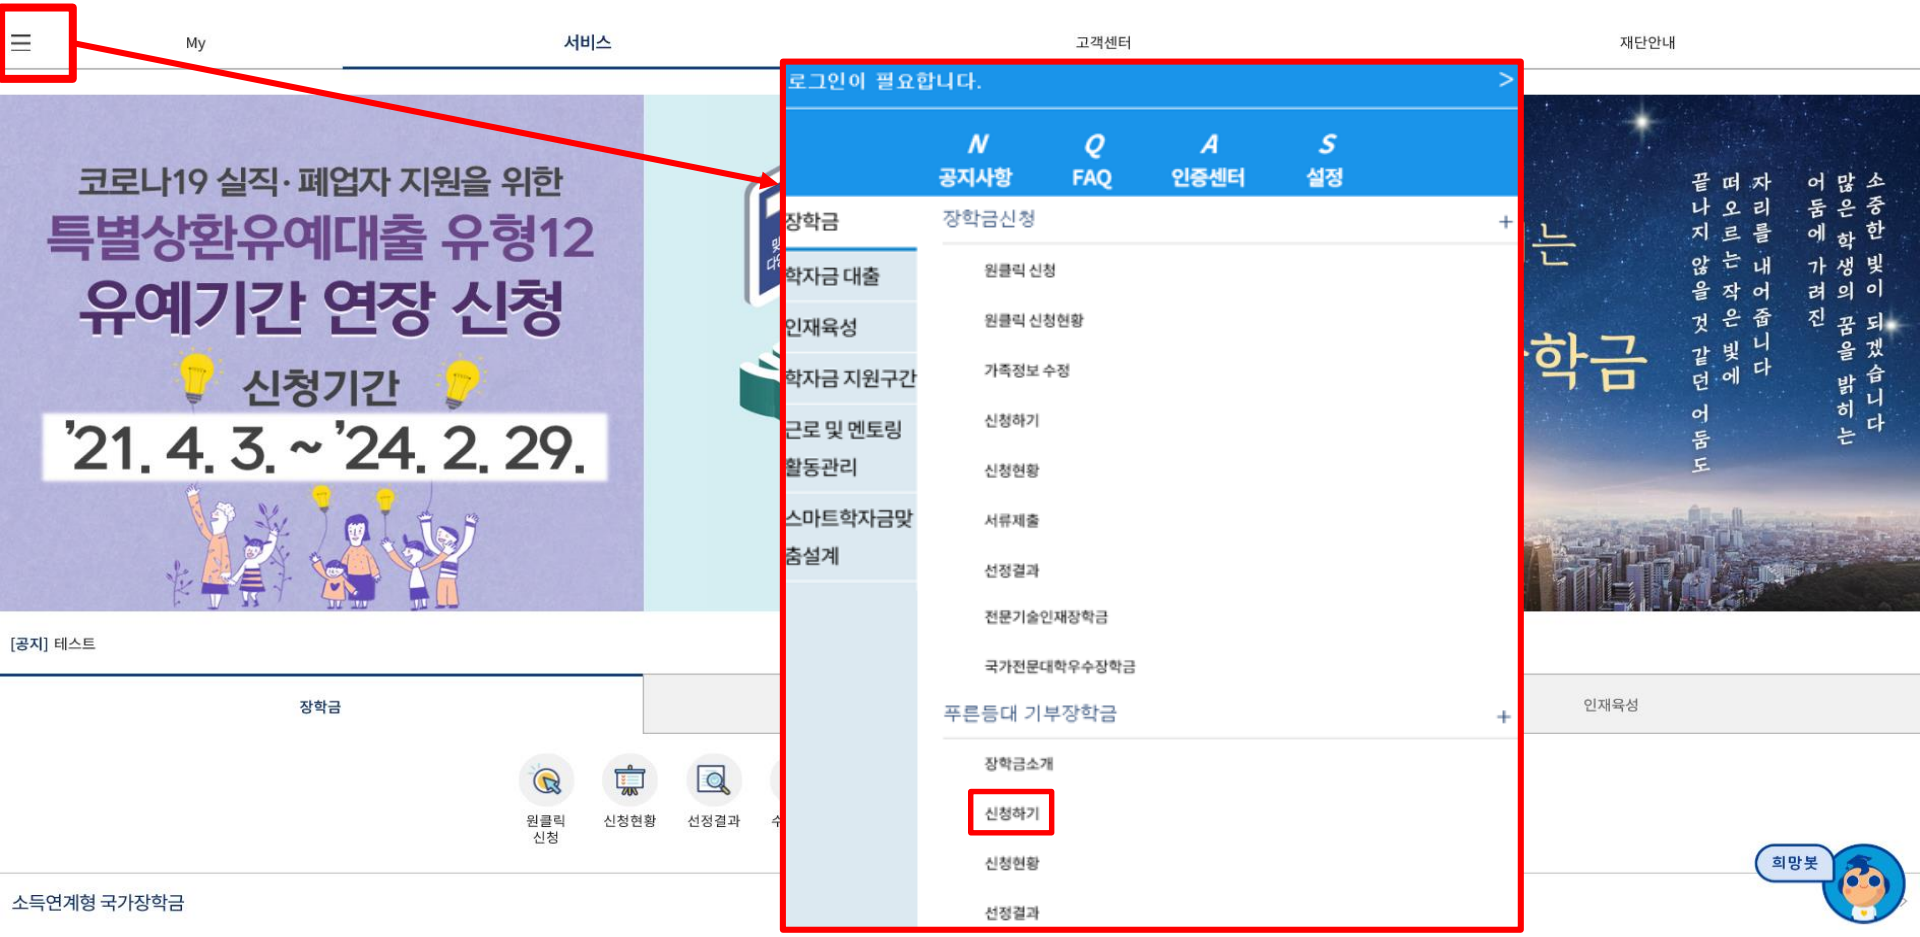 My
서비스
고객센터
재단안내
코로나19 실직·폐업자 지원을 위한
특별상환유예대출 유형12
유예기간 연장 신청
신청기간
'21. 4. 3. ~ '24. 2. 29.
로그인이 필요합니다.
>
N
공지사항
Q
FAQ
A
인증센터
S
설정
장학금
학자금 대출
인재육성
학자금 지원구간
근로 및 멘토링
활동관리
스마트학자금맞
춤설계
장학금신청
+
원클릭 신청
원클릭 신청현황
가족정보 수정
신청하기
신청현황
서류제출
선정결과
전문기술인재장학금
국가전문대학우수장학금
푸른등대 기부장학금
+
장학금소개
신청하기
신청현황
선정결과
는
학금
소중한 빛이 되겠습니다
많은 학생의 꿈을 밝히는
어둠에 가려진
자리를 내어줍니다
떠오르는 작은 빛에
끝나지 않을 것 같던 어둠도
[공지] 테스트
장학금
인재육성
원클릭
신청
신청현황
선정결과
소득연계형 국가장학금
희망봇